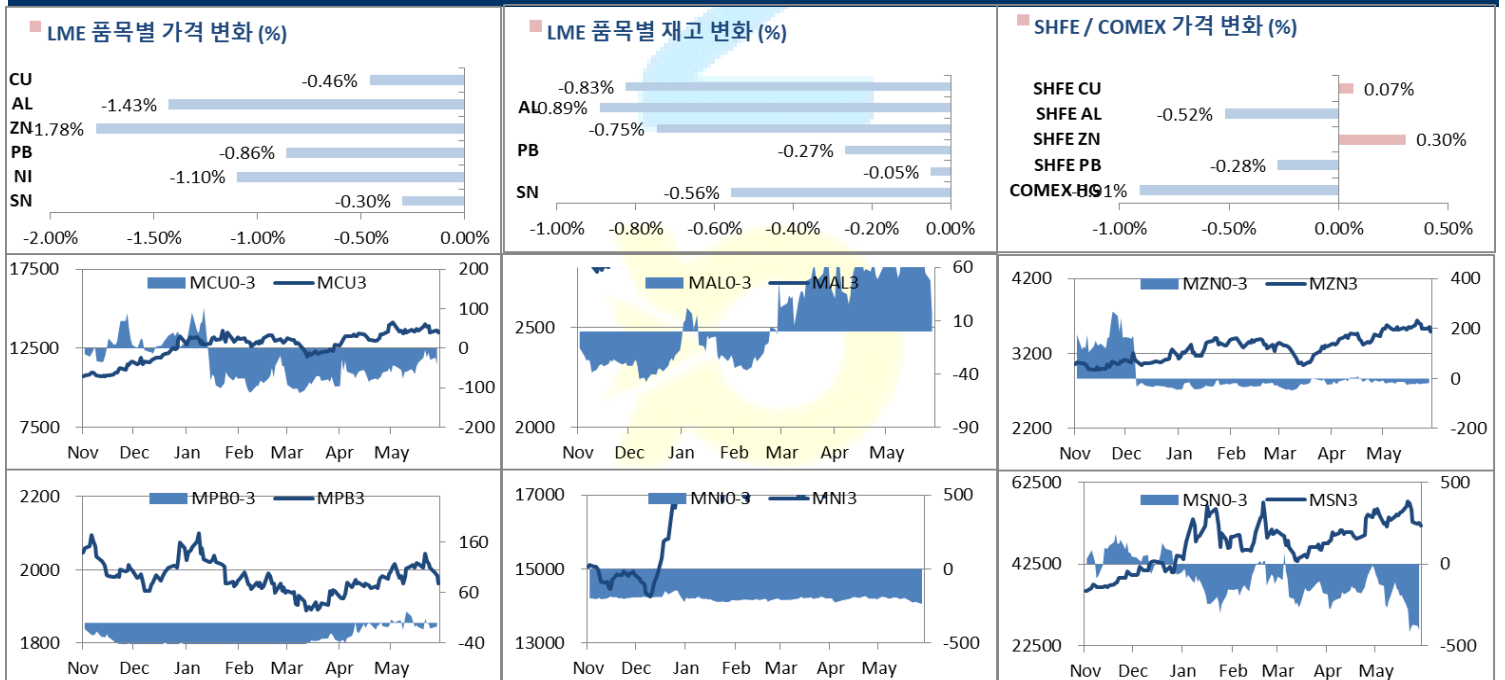 LME 품목별 가격 변화 (%)
CU
-0.46%
AL
-1.43%
ZN
-1.78%
PB
-0.86%
NI
-1.10%
SN
-0.30%
-2.00% -1.50% -1.00% -0.50% 0.00%
LME 품목별 재고 변화 (%)
-0.83%
AL
-0.89%
-0.75%
PB
-0.27%
-0.05%
SN
-0.56%
-1.00% -0.80% -0.60% -0.40% -0.20% 0.00%
SHFE / COMEX 가격 변화 (%)
SHFE CU
0.07%
SHFE AL
-0.52%
SHFE ZN
0.30%
SHFE PB
-0.28%
COMEX
-1.00% -0.50% 0.00% 0.50%
MCU0-3 MCU3
17500 200
100
12500 0
-100
7500 -200
Nov Dec Jan Feb Mar Apr May
MAL0-3 MAL3
60
2500 10
-40
2000 -90
Nov Dec Jan Feb Mar Apr May
MZN0-3 MZN3
4200 400
200
3200
0
2200 -200
Nov Dec Jan Feb Mar Apr May
MPB0-3 MPB3
2200
160
2000
60
1800 -40
Nov Dec Jan Feb Mar Apr May
MNI0-3 MNI3
17000 500
15000 0
13000 -500
Nov Dec Jan Feb Mar Apr May
MSN0-3 MSN3
62500 500
42500 0
22500 -500
Nov Dec Jan Feb Mar Apr May